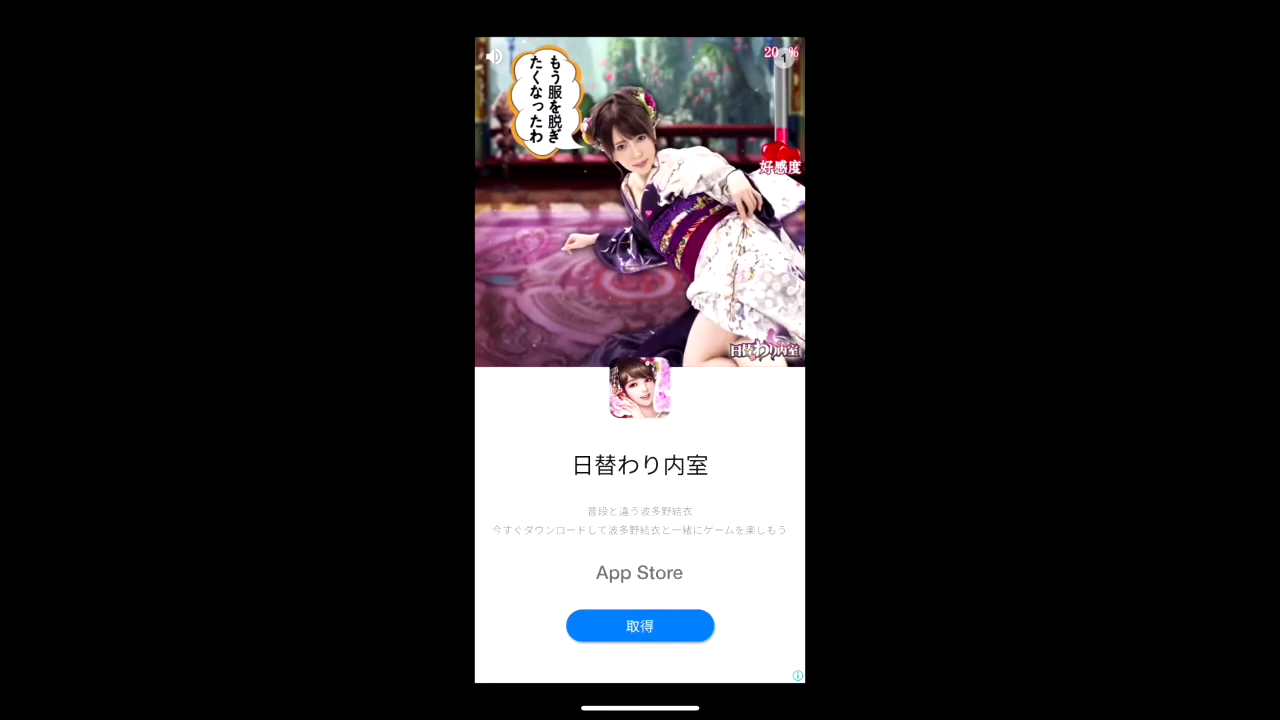 もう服を脱ぎ
たくなったわ
20 %
1
好感度
日替わり内室
日替わり内室
普段と違う波多野結衣
今すぐダウンロードして波多野結衣と一緒にゲームを楽しもう
App Store
取得